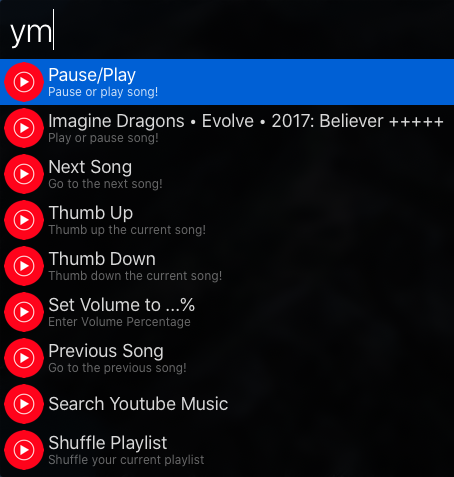 ym
Pause/Play
Pause or play song!
Imagine Dragons • Evolve • 2017: Believer +++++
Play or pause song!
Next Song
Go to the next song!
Thumb Up
Thumb up the current song!
Thumb Down
Thumb down the current song!
Set Volume to ...%
Enter Volume Percentage
Previous Song
Go to the previous song!
Search Youtube Music
Shuffle Playlist
Shuffle your current playlist